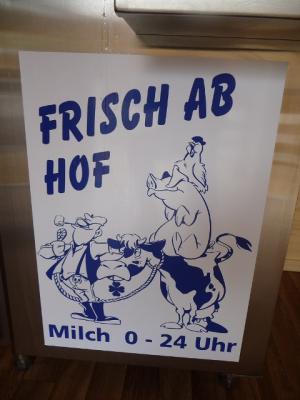 FRISCH AB
HOF
Milch 0 - 24 Uhr